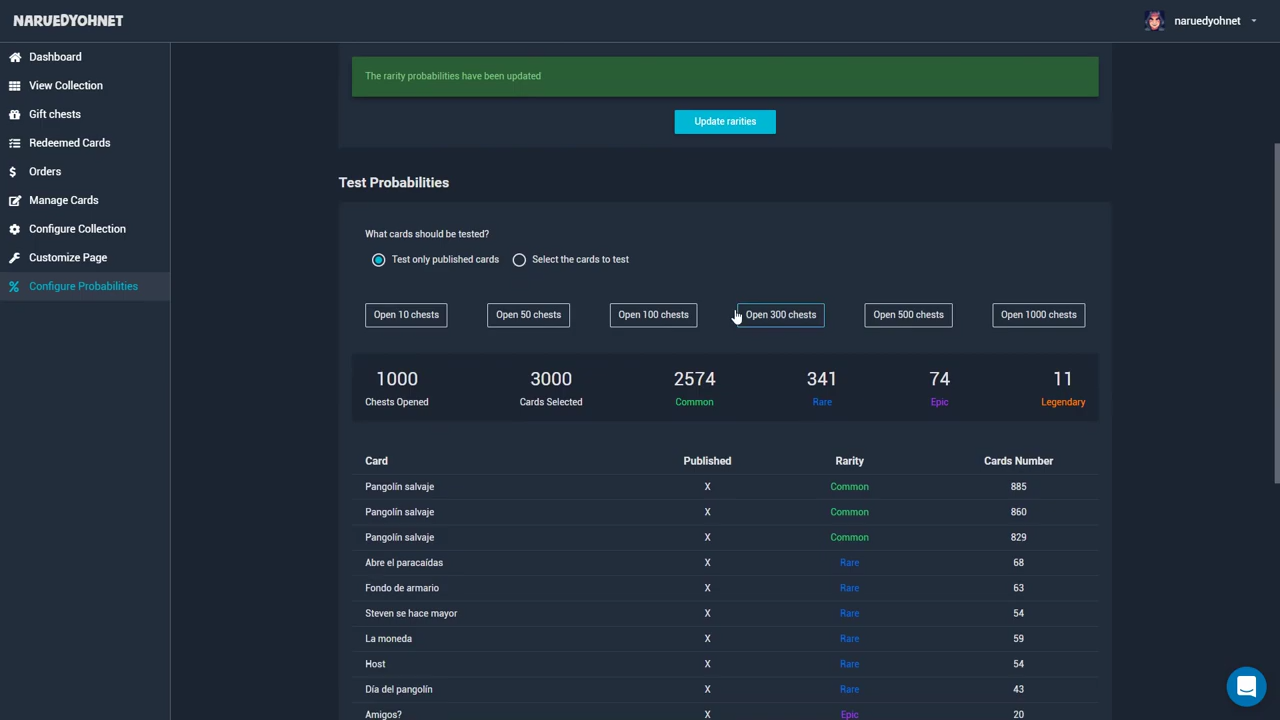 NARUEDYOHNET
naruedyohnet
Dashboard
View Collection
Gift chests
Redeemed Cards
Orders
Manage Cards
Configure Collection
Customize Page
Configure Probabilities
The rarity probabilities have been updated
Update rarities
Test Probabilities
What cards should be tested?
Test only published cards Select the cards to test
Open 10 chests Open 50 chests Open 100 chests Open 300 chests Open 500 chests Open 1000 chests
1000 3000 2574 341 74 11
Chests Opened Cards Selected Common Rare Epic Legendary
Card Published Rarity Cards Number
Pangolín salvaje X Common 885
Pangolín salvaje X Common 860
Pangolín salvaje X Common 829
Abre el paracaídas X Rare 68
Fondo de armario X Rare 63
Steven se hace mayor X Rare 54
La moneda X Rare 59
Host X Rare 54
Día del pangolín X Rare 43
Amigos? X Epic 20